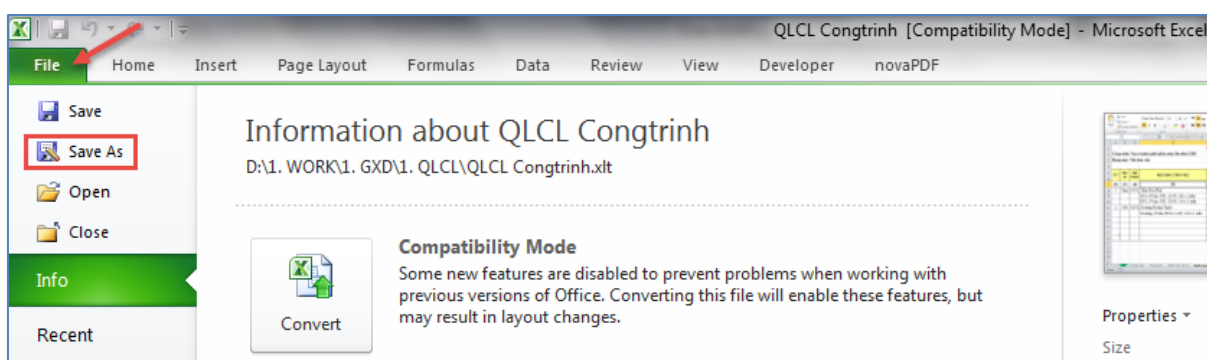 QLCL Congtrinh [Compatibility Mode] - Microsoft Excel
File Home Insert Page Layout Formulas Data Review View Developer novaPDF
Save
Save As
Open
Close
Info
Recent
Information about QLCL Congtrinh
D:\1. WORK\1. GXD\1. QLCL\QLCL Congtrinh.xlt
Convert
Compatibility Mode
Some new features are disabled to prevent problems when working with
previous versions of Office. Converting this file will enable these features, but
may result in layout changes.
Properties
Size